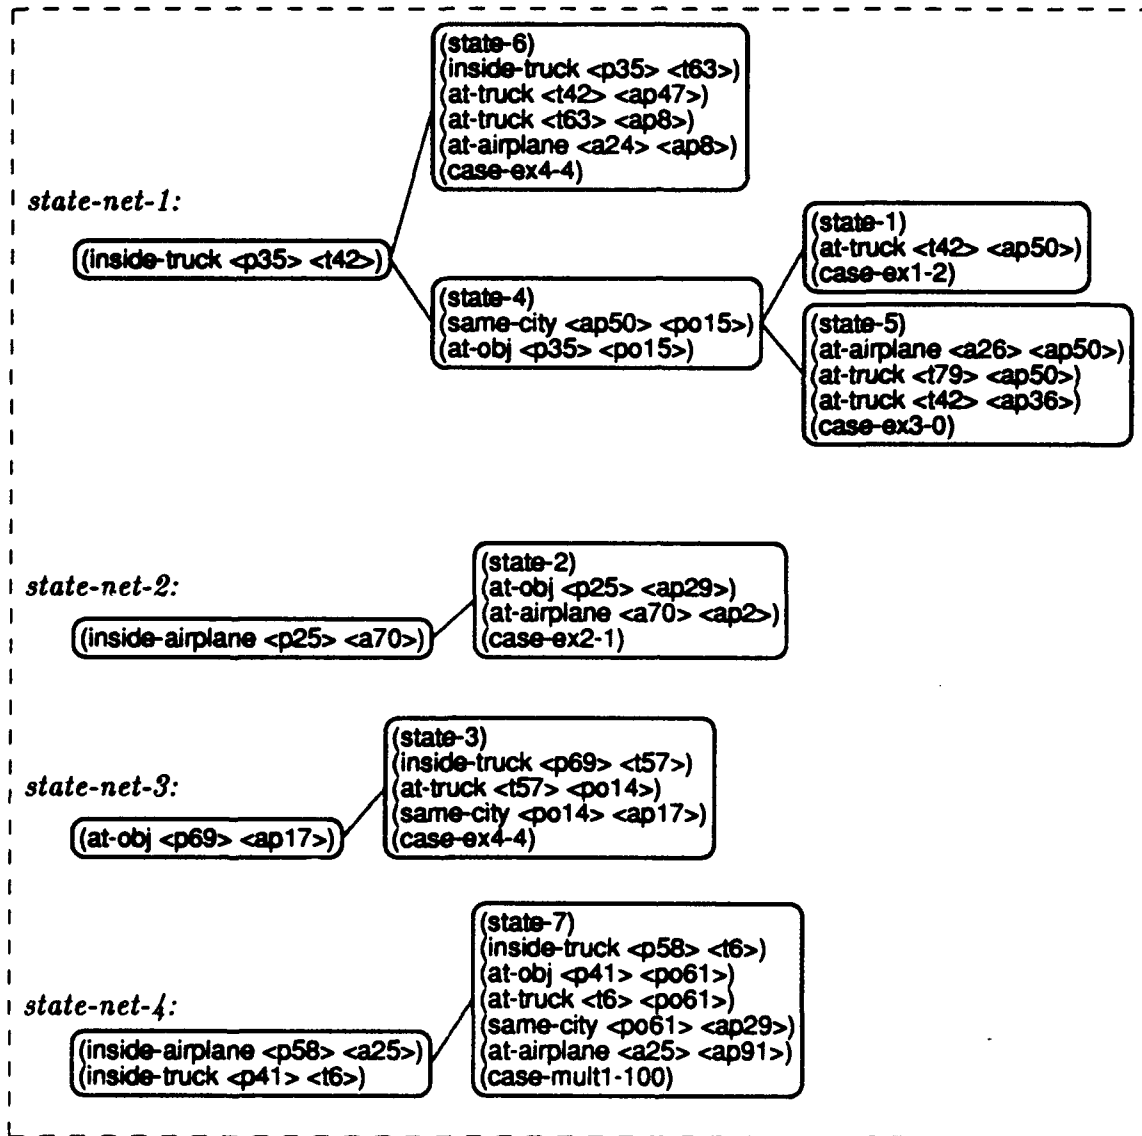 state-net-1:
(inside-truck <p35> <t42>)
(state-6)
(inside-truck <p35> <t63>)
(at-truck <t42> <ap47>)
(at-truck <t63> <ap8>)
(at-airplane <a24> <ap8>)
(case-ex4-4)
(state-4)
(same-city <ap50> <po15>)
(at-obj <p35> <po15>)
(state-1)
(at-truck <t42> <ap50>)
(case-ex1-2)
(state-5)
(at-airplane <a26> <ap50>)
(at-truck <t79> <ap50>)
(at-truck <t42> <ap36>)
(case-ex3-0)
state-net-2:
(inside-airplane <p25> <a70>)
(state-2)
(at-obj <p25> <ap29>)
(at-airplane <a70> <ap2>)
(case-ex2-1)
state-net-3:
(at-obj <p69> <ap17>)
(state-3)
(inside-truck <p69> <t57>)
(at-truck <t57> <po14>)
(same-city <po14> <ap17>)
(case-ex4-4)
state-net-4:
(inside-airplane <p58> <a25>)
(inside-truck <p41> <t6>)
(state-7)
(inside-truck <p58> <t6>)
(at-obj <p41> <po61>)
(at-truck <t6> <po61>)
(same-city <po61> <ap29>)
(at-airplane <a25> <ap91>)
(case-mult1-100)